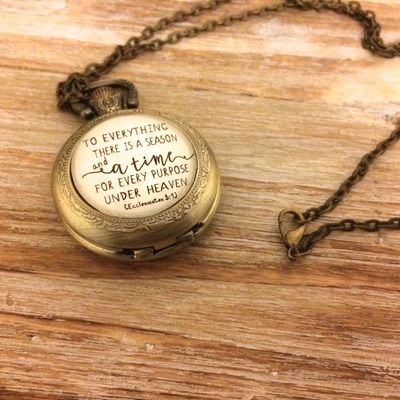 TO EVERYTHING
THERE IS A SEASON
and a time
FOR EVERY PURPOSE
UNDER HEAVEN
(Ecclesiastes 3:1)